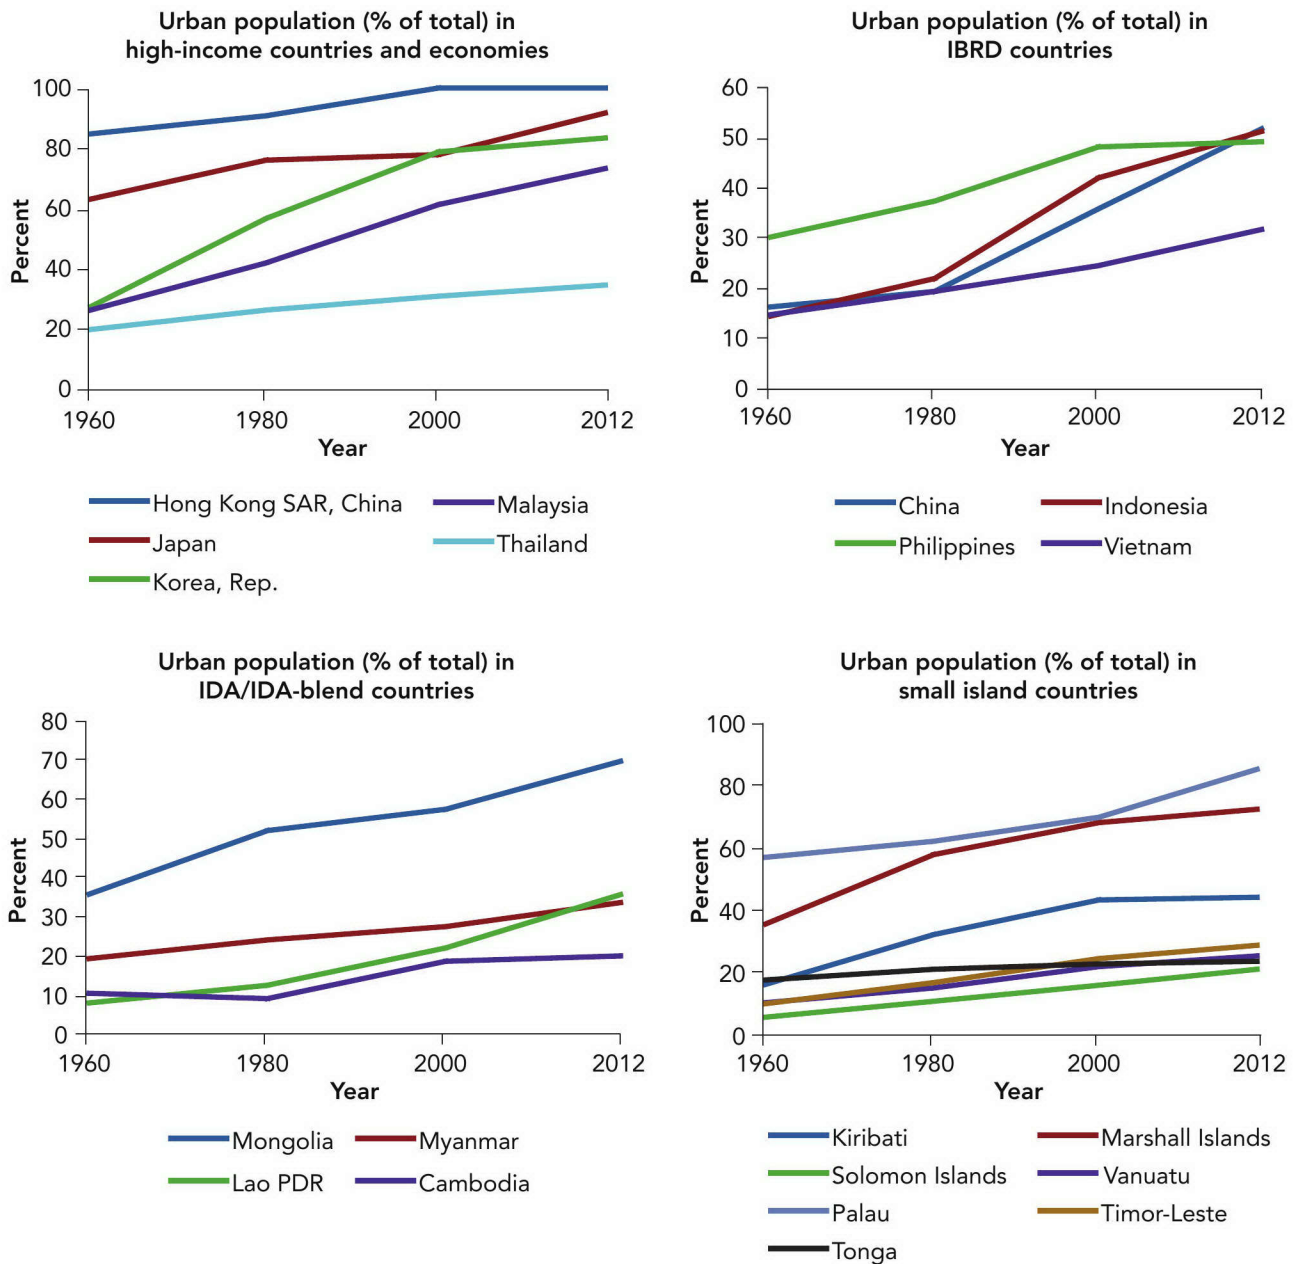 Urban population (% of total) in
high-income countries and economies
100
80
60
40
20
0
Percent
1960 1980 2000 2012
Year
Hong Kong SAR, China Malaysia
Japan Thailand
Korea, Rep.
Urban population (% of total) in
IBRD countries
60
50
40
30
20
10
0
Percent
1960 1980 2000 2012
Year
China Indonesia
Philippines Vietnam
Urban population (% of total) in
IDA/IDA-blend countries
80
70
60
50
40
30
20
10
0
Percent
1960 1980 2000 2012
Year
Mongolia Myanmar
Lao PDR Cambodia
Urban population (% of total) in
small island countries
100
80
60
40
20
0
Percent
1960 1980 2000 2012
Year
Kiribati Marshall Islands
Solomon Islands Vanuatu
Palau Timor-Leste
Tonga